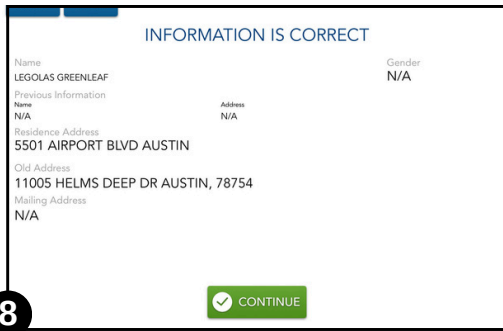 INFORMATION IS CORRECT
Name Gender
LEGOLAS GREENLEAF N/A
Previous Information
Name Address
N/A N/A
Residence Address
5501 AIRPORT BLVD AUSTIN
Old Address
11005 HELMS DEEP DR AUSTIN, 78754
Mailing Address
N/A
CONTINUE
8